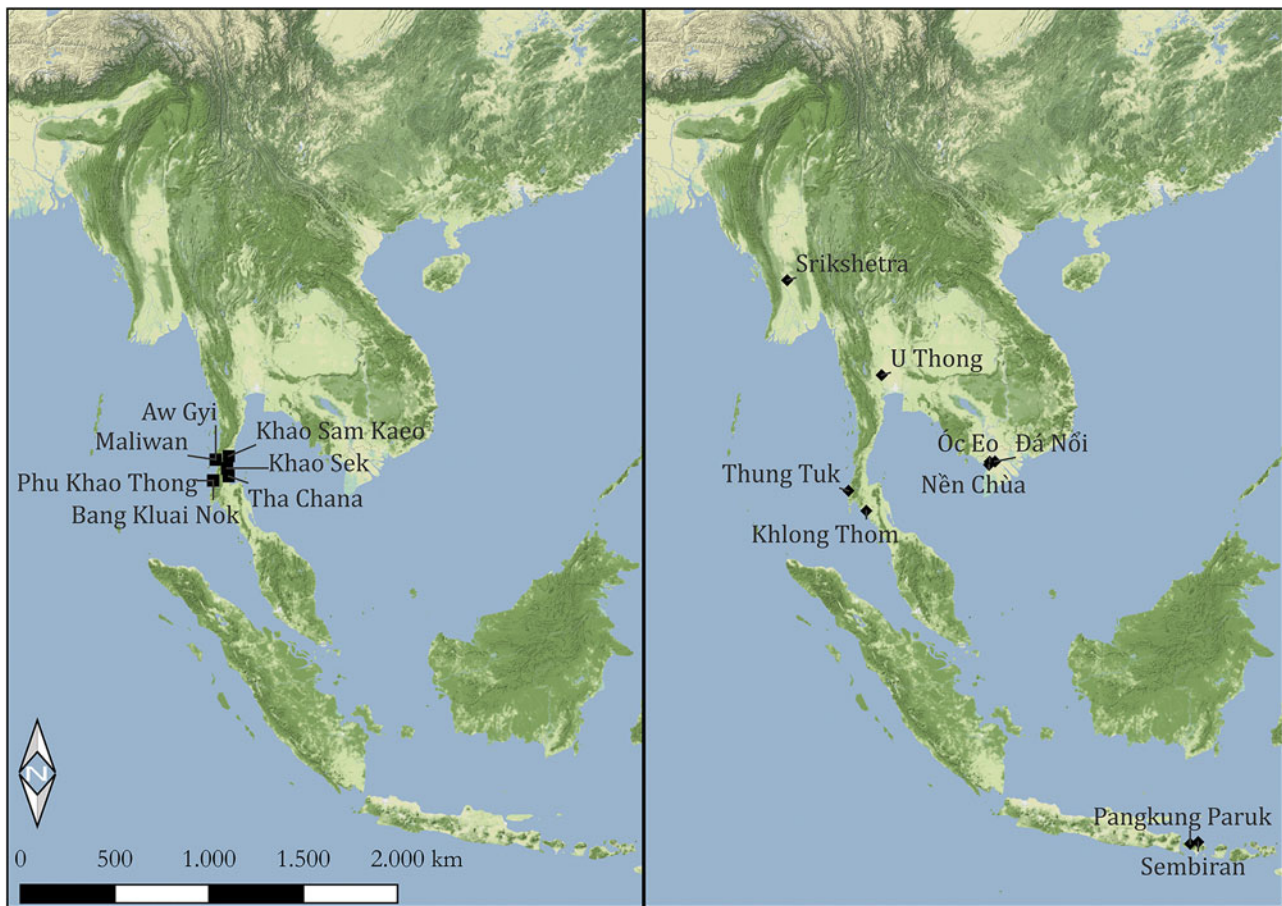 Aw Gyi
Maliwan
Khao Sam Kaeo
Khao Sek
Phu Khao Thong
Tha Chana
Bang Kluai Nok
N
0 500 1.000 1.500 2.000 km
Srikshetra
U Thong
Óc Eo
Đá Nổi
Nền Chùa
Thung Tuk
Khlong Thom
Pangkung Paruk
Sembiran